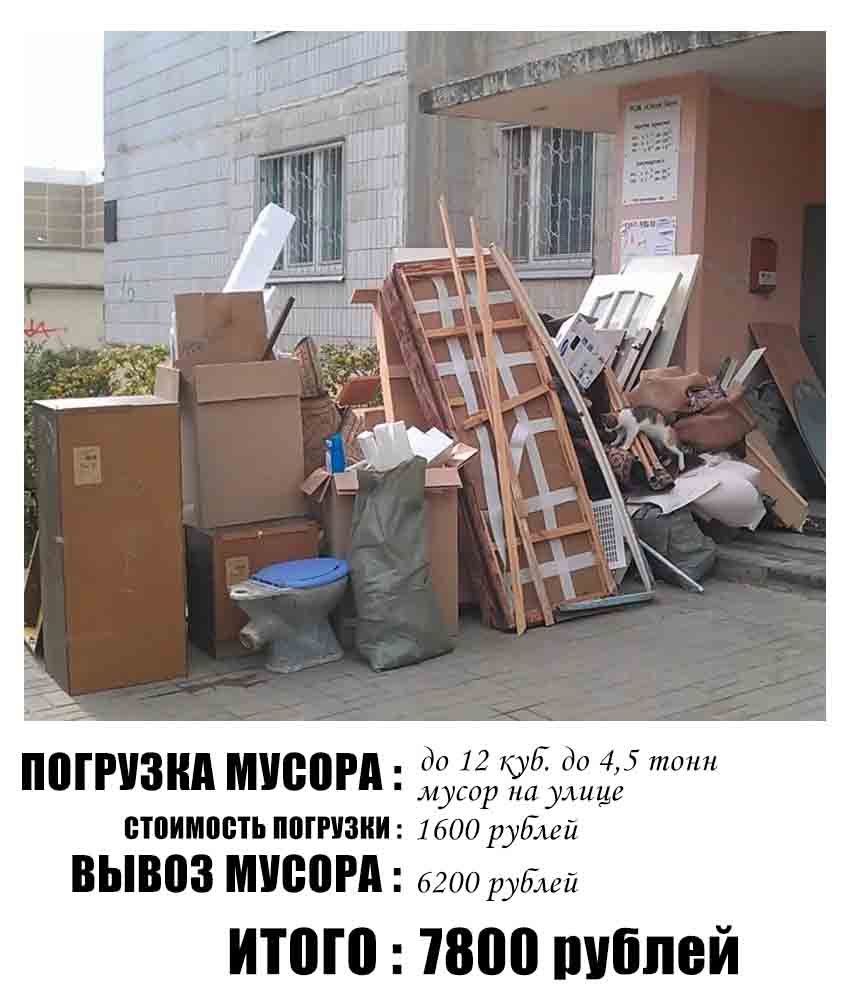 ПОГРУЗКА МУСОРА : до 12 куб. до 4,5 тонн
мусор на улице
СТОИМОСТЬ ПОГРУЗКИ : 1600 рублей
ВЫВОЗ МУСОРА : 6200 рублей
ИТОГО : 7800 рублей